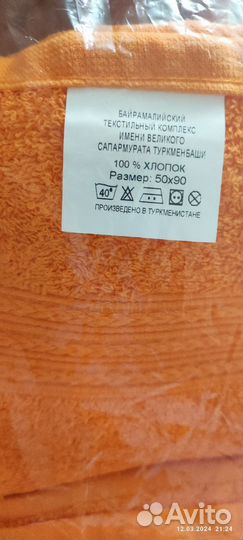 БАЙРАМАЛИЙСКИЙ
ТЕКСТИЛЬНЫЙ КОМПЛЕКС
ИМЕНИ ВЕЛИКОГО
САПАРМУРАТА ТУРКМЕНБАШИ
100 % ХЛОПОК
Размер: 50х90
40°
ПРОИЗВЕДЕНО В ТУРКМЕНИСТАНЕ
Avito
12.03.2024 21:24